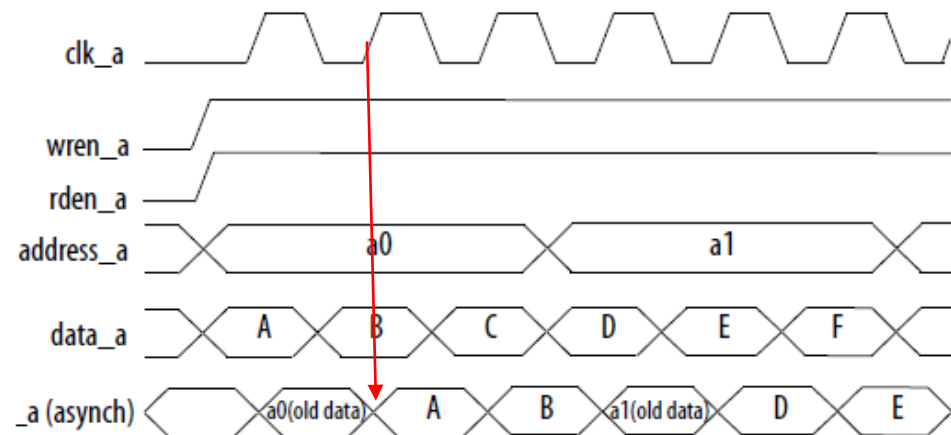 clk_a
wren_a
rden_a
address_a a0 a1
data_a A B C D E F
_a (asynch) a0(old data) A B a1(old data) D E